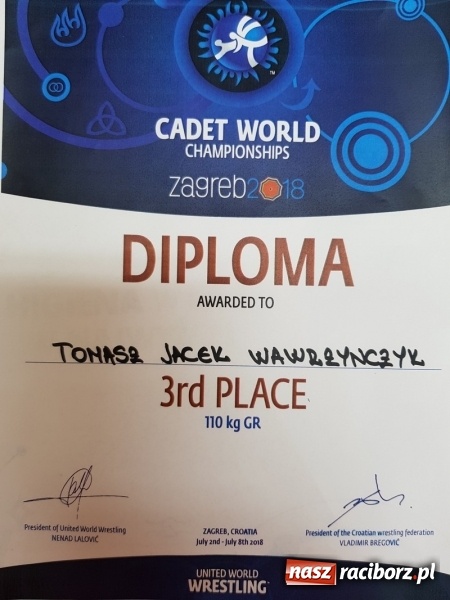 ™
CADET WORLD
CHAMPIONSHIPS
zagreb2018
DIPLOMA
AWARDED TO
TOMASZ JACEK WAWRZYNCZYK
3rd PLACE
110 kg GR
President of United World Wrestling
NENAD LALOVIĆ
ZAGREB, CROATIA
July 2nd - July 8th 2018
President of the Croatian wrestling federation
VLADIMIR BREGOVIĆ
UNITED WORLD
WRESTLING
nasz raciborz.pl